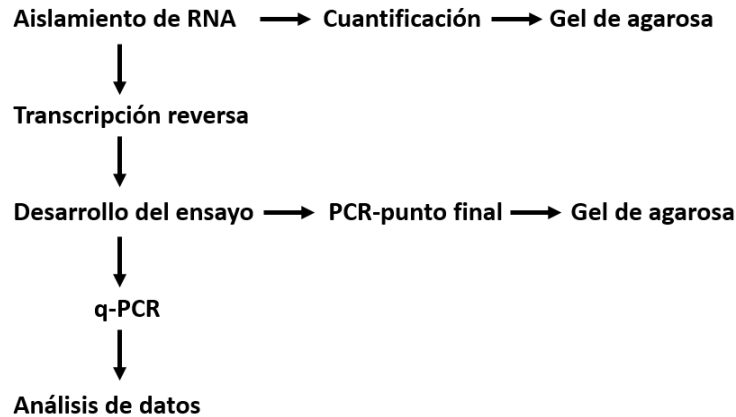 Aislamiento de RNA Cuantificación Gel de agarosa
Transcripción reversa
Desarrollo del ensayo PCR-punto final Gel de agarosa
q-PCR
Análisis de datos